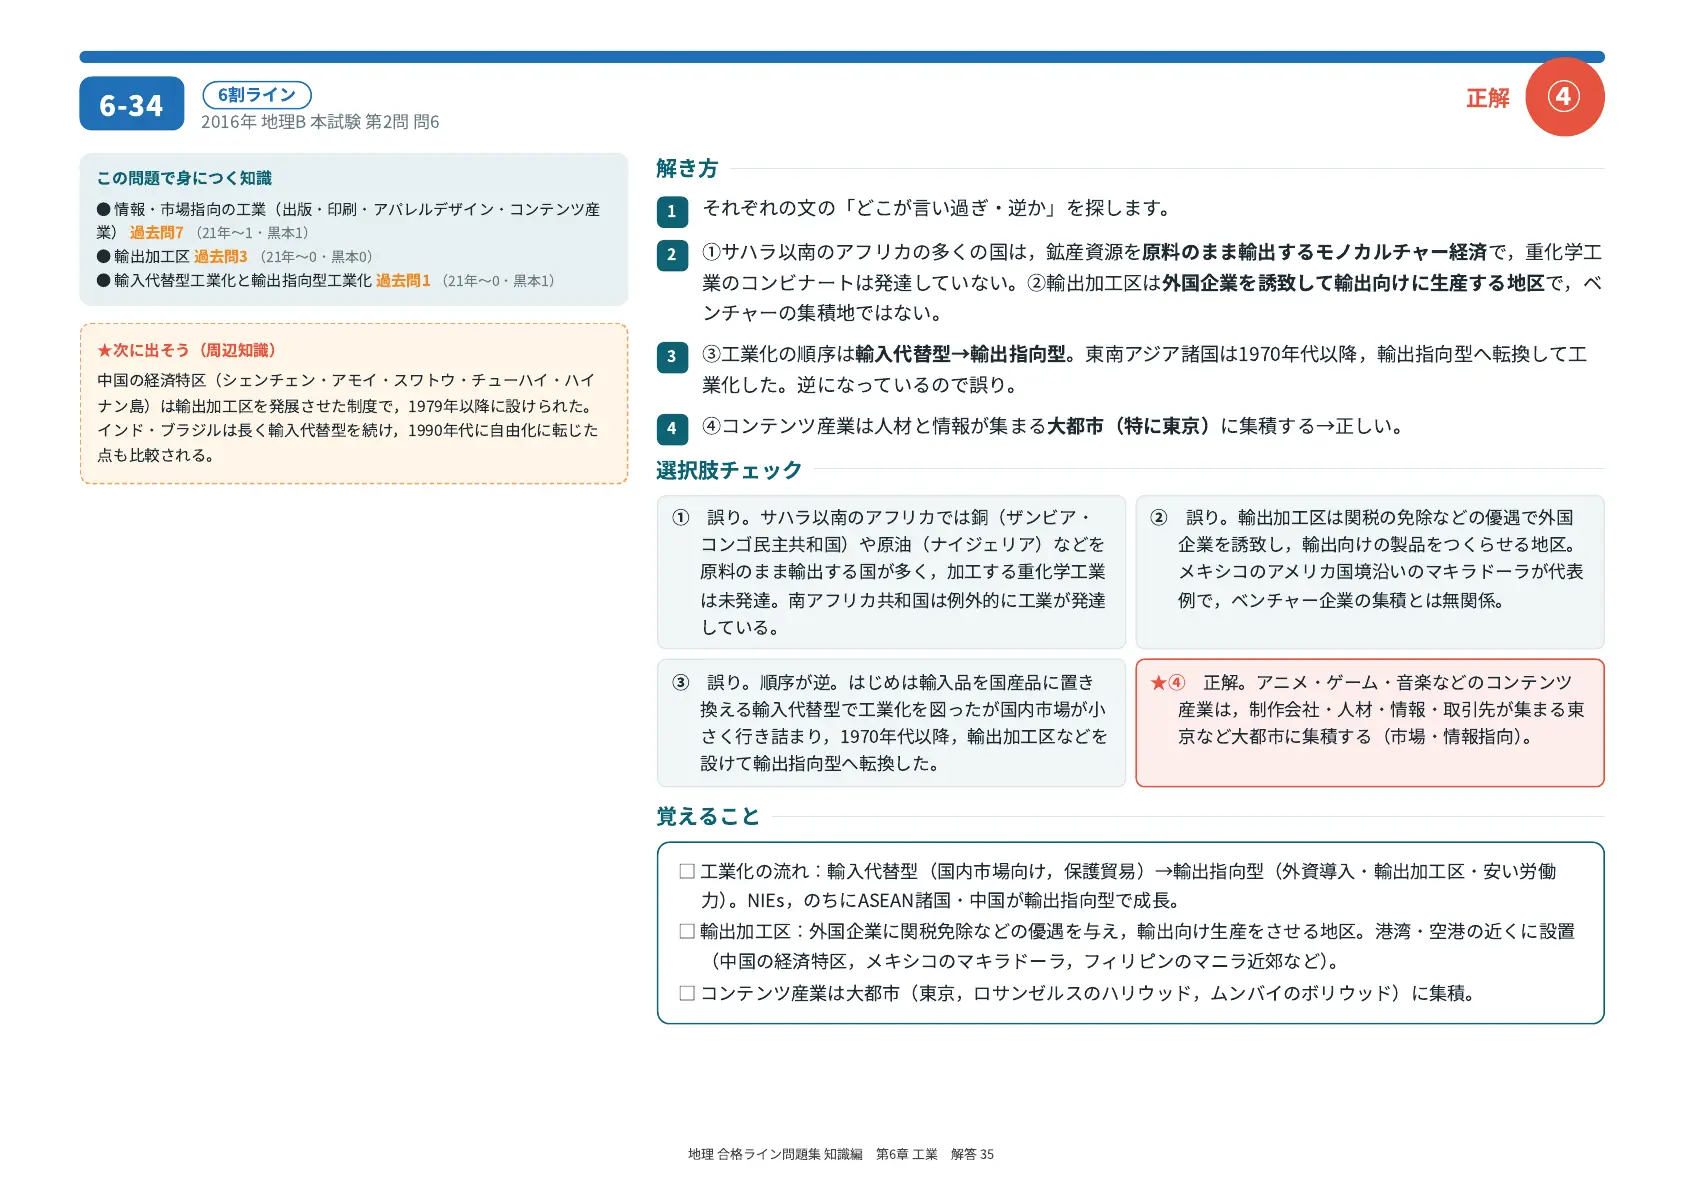 6-34
6割ライン
2016年 地理B 本試験 第2問 問6
正解 ④
この問題で身につく知識
● 情報・市場指向の工業（出版・印刷・アパレルデザイン・コンテンツ産
業） 過去問7 （21年～1・黒本1）
● 輸出加工区 過去問3 （21年～0・黒本0）
● 輸入代替型工業化と輸出指向型工業化 過去問1 （21年～0・黒本1）
★次に出そう（周辺知識）
中国の経済特区（シェンチェン・アモイ・スワトウ・チューハイ・ハイ
ナン島）は輸出加工区を発展させた制度で，1979年以降に設けられた。
インド・ブラジルは長く輸入代替型を続け，1990年代に自由化に転じた
点も比較される。
解き方
1 それぞれの文の「どこが言い過ぎ・逆か」を探します。
2 ①サハラ以南のアフリカの多くの国は，鉱産資源を原料のまま輸出するモノカルチャー経済で，重化学工
業のコンビナートは発達していない。②輸出加工区は外国企業を誘致して輸出向けに生産する地区で，ベ
ンチャーの集積地ではない。
3 ③工業化の順序は輸入代替型→輸出指向型。東南アジア諸国は1970年代以降，輸出指向型へ転換して工
業化した。逆になっているので誤り。
4 ④コンテンツ産業は人材と情報が集まる大都市（特に東京）に集積する→正しい。
選択肢チェック
① 誤り。サハラ以南のアフリカでは銅（ザンビア・
コンゴ民主共和国）や原油（ナイジェリア）などを
原料のまま輸出する国が多く，加工する重化学工業
は未発達。南アフリカ共和国は例外的に工業が発達
している。
② 誤り。輸出加工区は関税の免除などの優遇で外国
企業を誘致し，輸出向けの製品をつくらせる地区。
メキシコのアメリカ国境沿いのマキラドーラが代表
例で，ベンチャー企業の集積とは無関係。
③ 誤り。順序が逆。はじめは輸入品を国産品に置き
換える輸入代替型で工業化を図ったが国内市場が小
さく行き詰まり，1970年代以降，輸出加工区などを
設けて輸出指向型へ転換した。
★④ 正解。アニメ・ゲーム・音楽などのコンテンツ
産業は，制作会社・人材・情報・取引先が集まる東
京など大都市に集積する（市場・情報指向）。
覚えること
□ 工業化の流れ：輸入代替型（国内市場向け，保護貿易）→輸出指向型（外資導入・輸出加工区・安い労働
力）。NIEs，のちにASEAN諸国・中国が輸出指向型で成長。
□ 輸出加工区：外国企業に関税免除などの優遇を与え，輸出向け生産をさせる地区。港湾・空港の近くに設置
（中国の経済特区，メキシコのマキラドーラ，フィリピンのマニラ近郊など）。
□ コンテンツ産業は大都市（東京，ロサンゼルスのハリウッド，ムンバイのボリウッド）に集積。
地理 合格ライン問題集 知識編 第6章 工業 解答 35